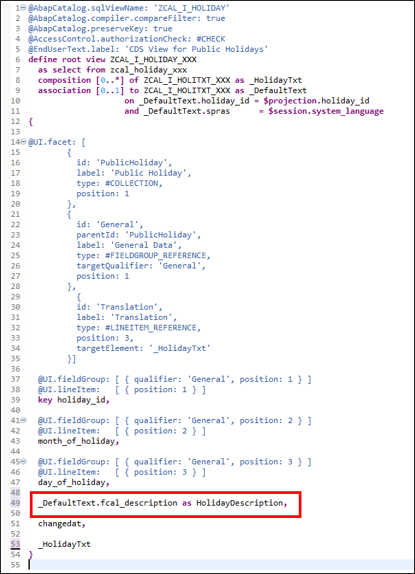 1 @AbapCatalog.sqlViewName: 'ZCAL_I_HOLIDAY'
2 @AbapCatalog.compiler.compareFilter: true
3 @AbapCatalog.preserveKey: true
4 @AccessControl.authorizationCheck: #CHECK
5 @EndUserText.label: 'CDS View for Public Holidays'
6 define root view ZCAL_I_HOLIDAY_XXX
7 as select from zcal_holiday_xxx
8 composition [0..*] of ZCAL_I_HOLITXT_XXX as _HolidayTxt
9 association [0..1] to ZCAL_I_HOLITXT_XXX as _DefaultText
10 on _DefaultText.holiday_id = $projection.holiday_id
11 and _DefaultText.spras = $session.system_language
12 {
13
14 @UI.facet: [
15 {
16 id: 'PublicHoliday',
17 label: 'Public Holiday',
18 type: #COLLECTION,
19 position: 1
20 },
21 {
22 id: 'General',
23 parentId: 'PublicHoliday',
24 label: 'General Data',
25 type: #FIELDGROUP_REFERENCE,
26 targetQualifier: 'General',
27 position: 1
28 },
29 {
30 id: 'Translation',
31 label: 'Translation',
32 type: #LINEITEM_REFERENCE,
33 position: 3,
34 targetElement: '_HolidayTxt'
35 }]
36
37 @UI.fieldGroup: [ { qualifier: 'General', position: 1 } ]
38 @UI.lineItem: [ { position: 1 } ]
39 key holiday_id,
40
41 @UI.fieldGroup: [ { qualifier: 'General', position: 2 } ]
42 @UI.lineItem: [ { position: 2 } ]
43 month_of_holiday,
44
45 @UI.fieldGroup: [ { qualifier: 'General', position: 3 } ]
46 @UI.lineItem: [ { position: 3 } ]
47 day_of_holiday,
48
49 _DefaultText.fcal_description as HolidayDescription,
50
51 changedat,
52
53 _HolidayTxt
54 }
55